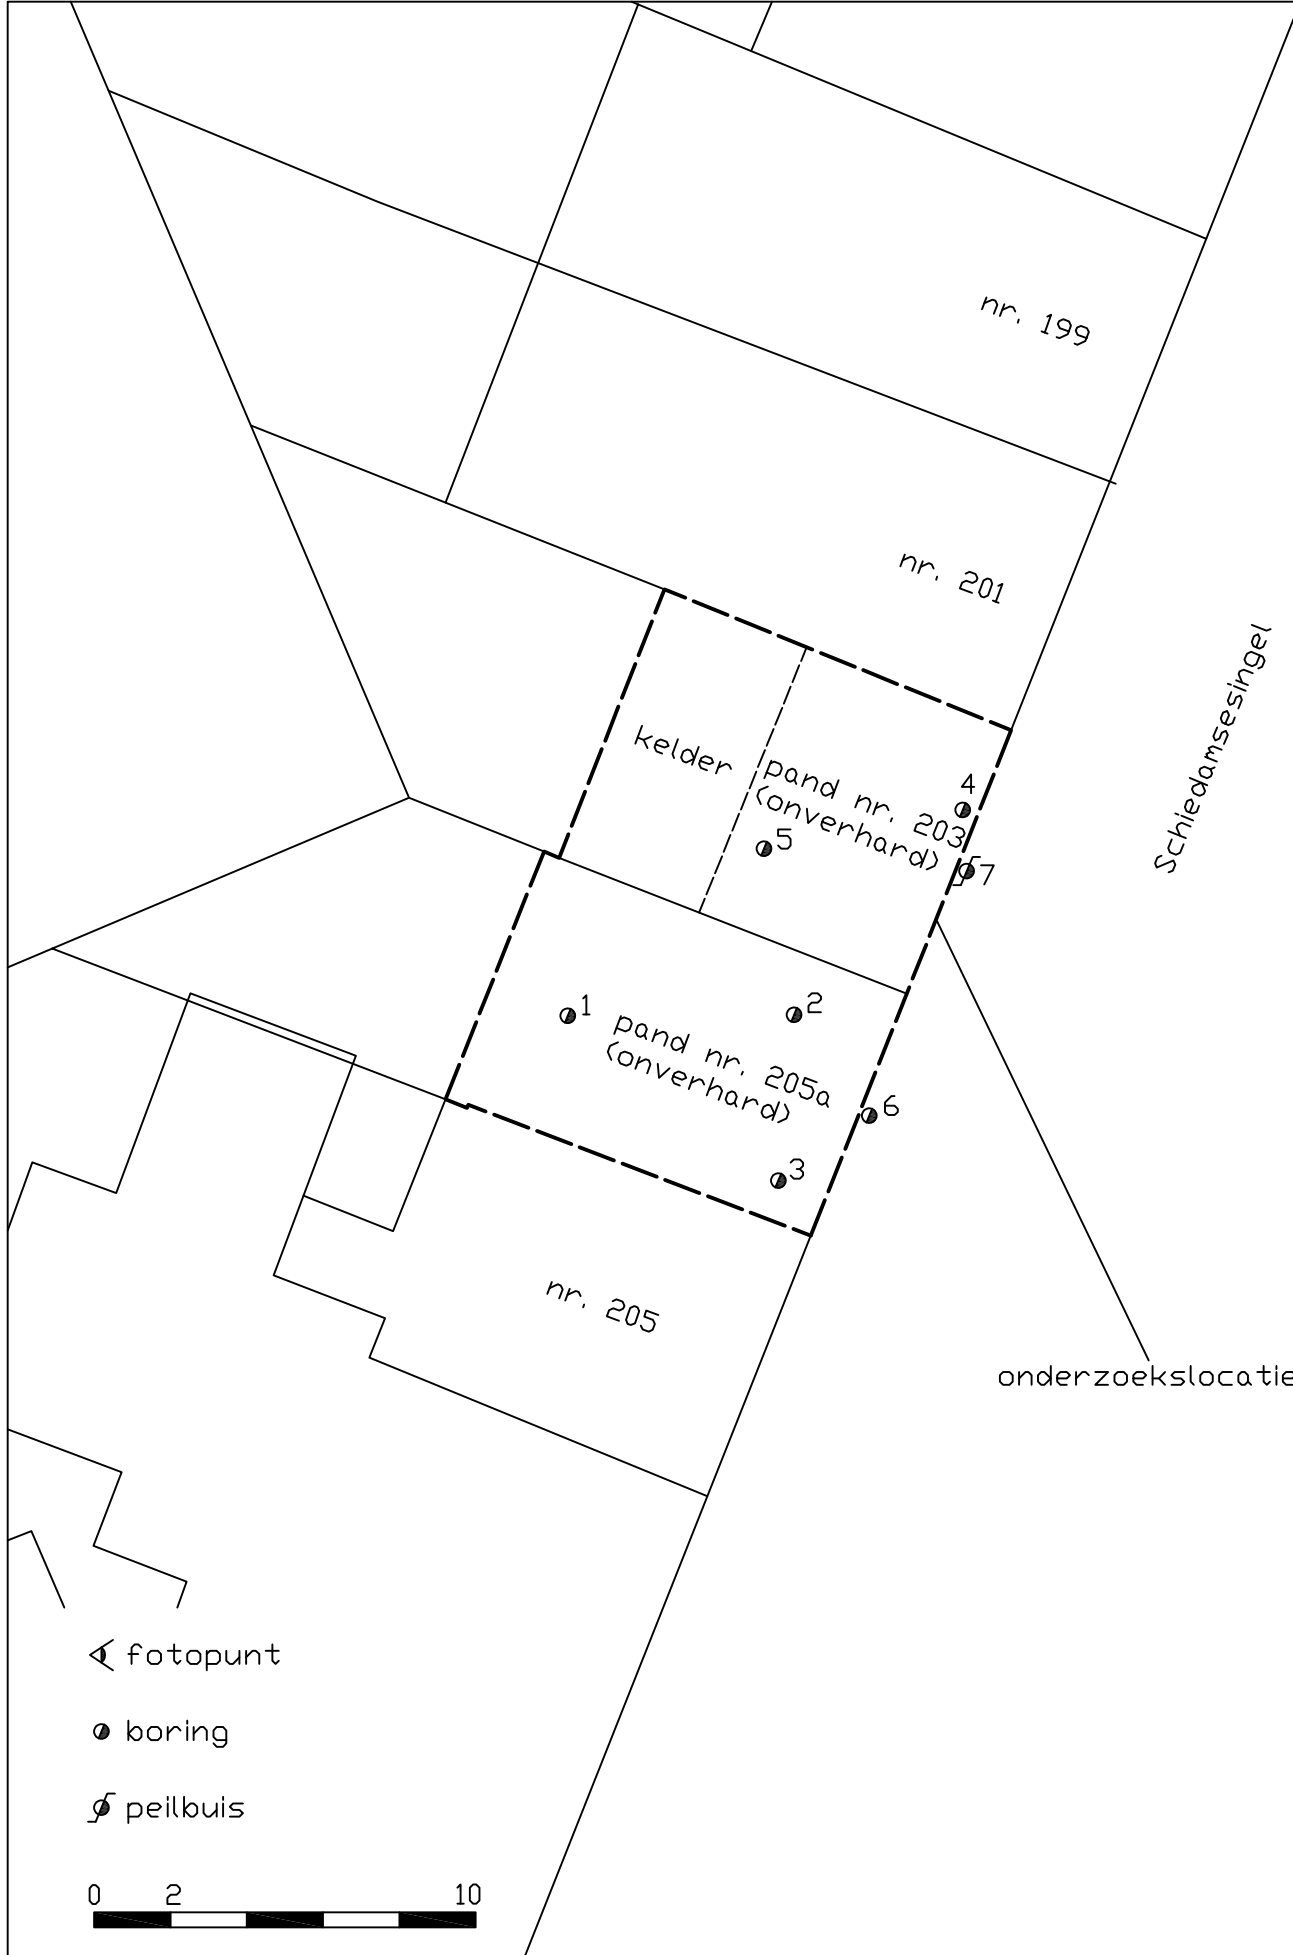 nr. 199
nr. 201
Schiedamsesingel
kelder
pand nr. 203
(onverhard)
4
5
7
1
2
pand nr. 205a
(onverhard)
6
3
nr. 205
onderzoekslocatie
fotopunt
boring
peilbuis
0 2 10